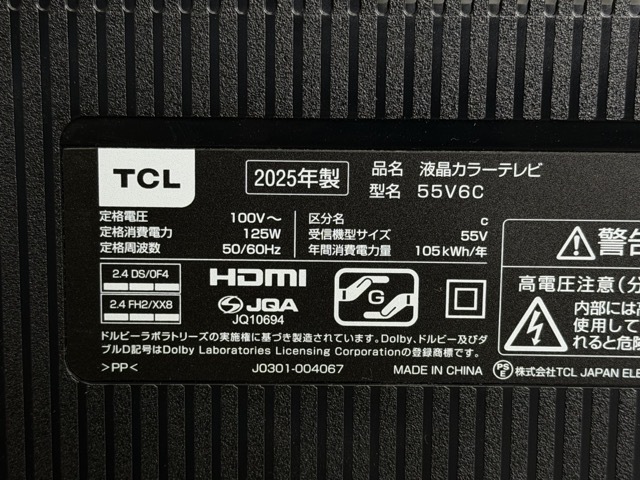 TCL
2025年製
品名 液晶カラーテレビ
型名 55V6C
定格電圧 100V～
定格消費電力 125W
定格周波数 50/60Hz
区分名 c
受信機型サイズ 55V
年間消費電力量 105kWh/年
2.4 DS/OF4
2.4 FH2/XX8
HDMI
JQA
JQ10694
G
ドルビーラボラトリーズの実施権に基づき製造されています。Dolby、ドルビー及びダ
ブルD記号はDolby Laboratories Licensing Corporationの登録商標です。
>PP<
J0301-004067
MADE IN CHINA
警告
高電圧注意(分
内部には高
使用して
れると危険
PS
E
株式会社TCL JAPAN ELE